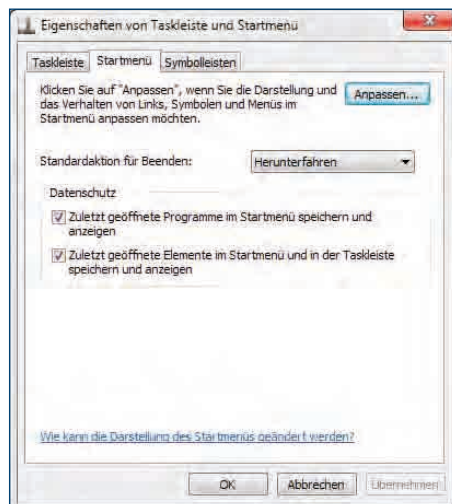 Eigenschaften von Taskleiste und Startmenü
Taskleiste Startmenü Symbolleisten
Klicken Sie auf "Anpassen", wenn Sie die Darstellung und
das Verhalten von Links, Symbolen und Menüs im
Startmenü anpassen möchten.
Anpassen...
Standardaktion für Beenden: Herunterfahren
Datenschutz
Zuletzt geöffnete Programme im Startmenü speichern und
anzeigen
Zuletzt geöffnete Elemente im Startmenü und in der Taskleiste
speichern und anzeigen
Wie kann die Darstellung des Startmenüs geändert werden?
OK Abbrechen Übernehmen